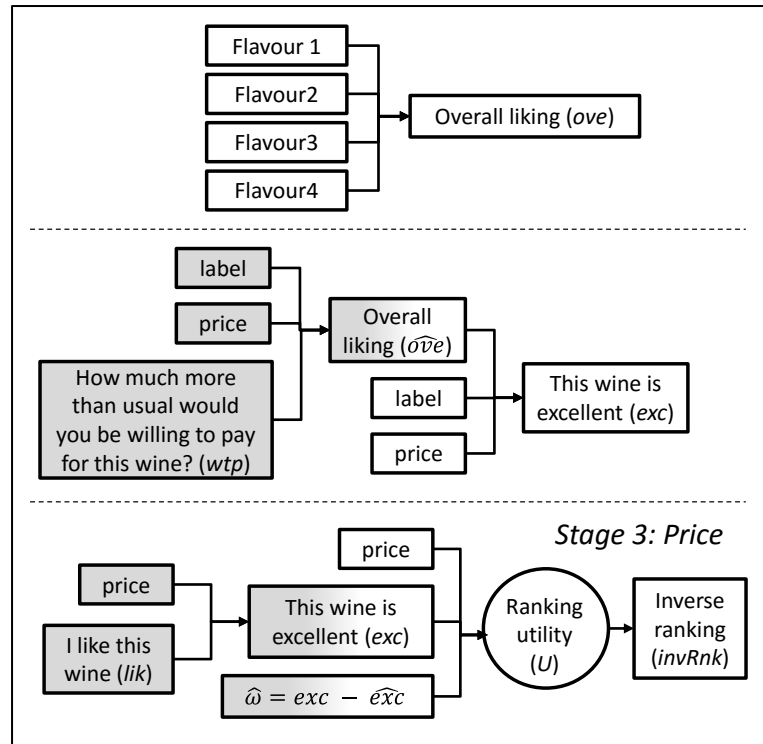 Flavour 1
Flavour2
Flavour3
Flavour4
Overall liking (ove)
label
price
How much more
than usual would
you be willing to pay
for this wine? (wtp)
Overall
liking (o͡ve)
label
price
This wine is
excellent (exc)
Stage 3: Price
price
I like this
wine (lik)
price
This wine is
excellent (exc)
ω̂ = exc − e͡xc
Ranking
utility
(U)
Inverse
ranking
(invRnk)